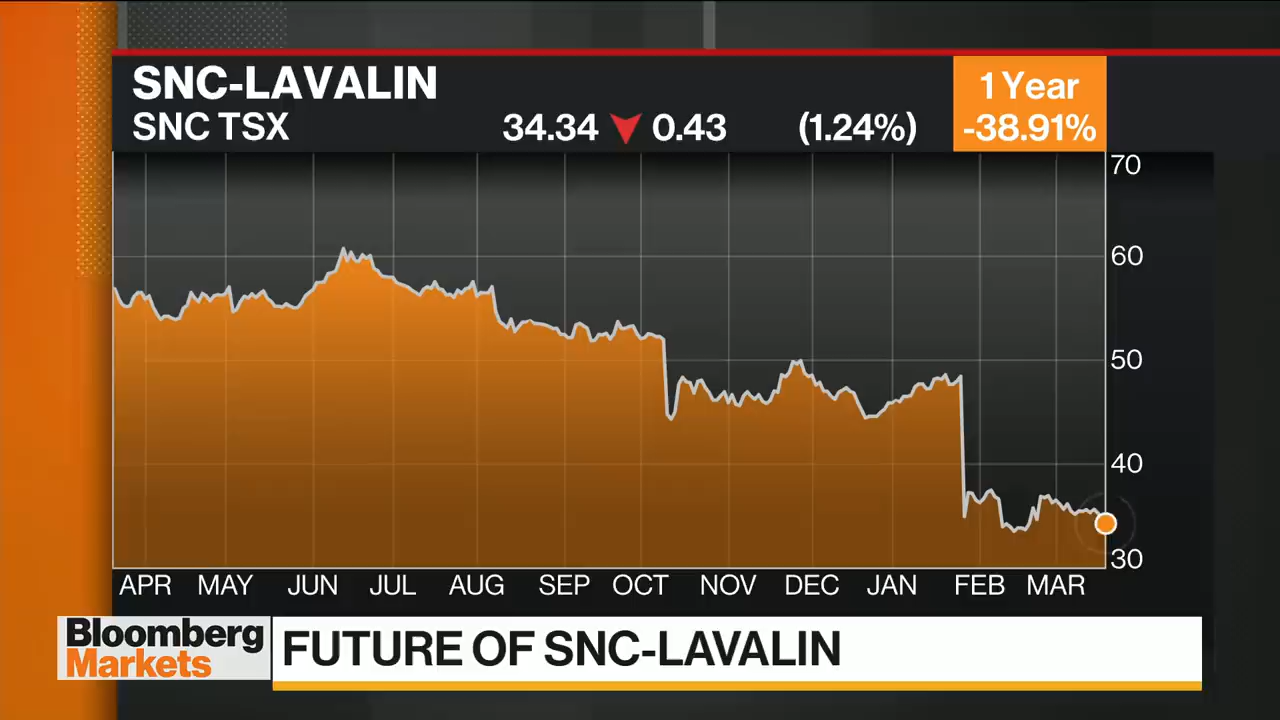 SNC-LAVALIN
SNC TSX 34.34 ▼ 0.43 (1.24%)
1 Year
-38.91%
70
60
50
40
30
APR MAY JUN JUL AUG SEP OCT NOV DEC JAN FEB MAR
Bloomberg
Markets
FUTURE OF SNC-LAVALIN